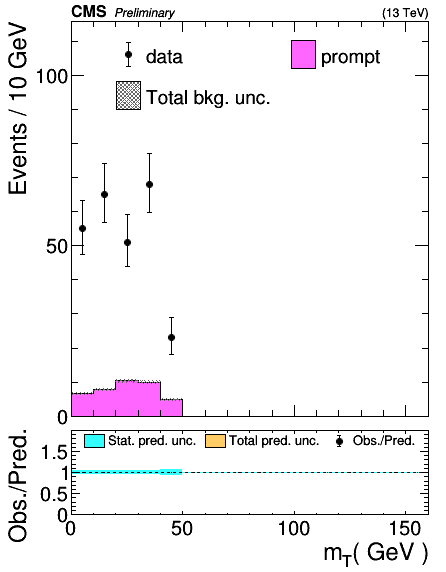 CMS Preliminary (13 TeV)
Events / 10 GeV
data prompt
Total bkg. unc.
100
50
0
Obs./Pred.
Stat. pred. unc. Total pred. unc. Obs./Pred.
1.5
1
0.5
0
0 50 100 150
m_T( GeV )